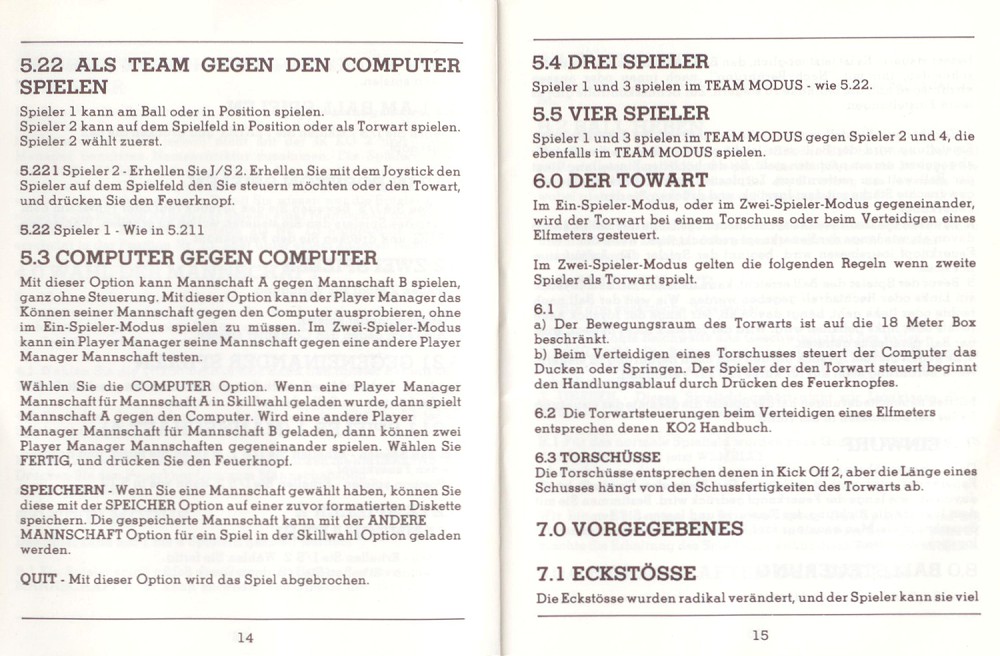 5.22 ALS TEAM GEGEN DEN COMPUTER
SPIELEN
Spieler 1 kann am Ball oder in Position spielen.
Spieler 2 kann auf dem Spielfeld in Position oder als Torwart spielen.
Spieler 2 wählt zuerst.
5.221 Spieler 2 - Erhellen Sie J/S 2. Erhellen Sie mit dem Joystick den
Spieler auf dem Spielfeld den Sie steuern möchten oder den Towart,
und drücken Sie den Feuerknopf.
5.22 Spieler 1 - Wie in 5.211
5.3 COMPUTER GEGEN COMPUTER
Mit dieser Option kann Mannschaft A gegen Mannschaft B spielen,
ganz ohne Steuerung. Mit dieser Option kann der Player Manager das
Können seiner Mannschaft gegen den Computer ausprobieren, ohne
im Ein-Spieler-Modus spielen zu müssen. Im Zwei-Spieler-Modus
kann ein Player Manager seine Mannschaft gegen eine andere Player
Manager Mannschaft testen.
Wählen Sie die COMPUTER Option. Wenn eine Player Manager
Mannschaft für Mannschaft A in Skillwahl geladen wurde, dann spielt
Mannschaft A gegen den Computer. Wird eine andere Player
Manager Mannschaft für Mannschaft B geladen, dann können zwei
Player Manager Mannschaften gegeneinander spielen. Wählen Sie
FERTIG, und drücken Sie den Feuerknopf.
SPEICHERN - Wenn Sie eine Mannschaft gewählt haben, können Sie
diese mit der SPEICHER Option auf einer zuvor formatierten Diskette
speichern. Die gespeicherte Mannschaft kann mit der ANDERE
MANNSCHAFT Option für ein Spiel in der Skillwahl Option geladen
werden.
QUIT - Mit dieser Option wird das Spiel abgebrochen.
14
5.4 DREI SPIELER
Spieler 1 und 3 spielen im TEAM MODUS - wie 5.22.
5.5 VIER SPIELER
Spieler 1 und 3 spielen im TEAM MODUS gegen Spieler 2 und 4, die
ebenfalls im TEAM MODUS spielen.
6.0 DER TOWART
Im Ein-Spieler-Modus, oder im Zwei-Spieler-Modus gegeneinander,
wird der Torwart bei einem Torschuss oder beim Verteidigen eines
Elfmeters gesteuert.
Im Zwei-Spieler-Modus gelten die folgenden Regeln wenn zweite
Spieler als Torwart spielt.
6.1
a) Der Bewegungsraum des Torwarts ist auf die 18 Meter Box
beschränkt.
b) Beim Verteidigen eines Torschusses steuert der Computer das
Ducken oder Springen. Der Spieler der den Torwart steuert beginnt
den Handlungsablauf durch Drücken des Feuerknopfes.
6.2 Die Torwartsteuerungen beim Verteidigen eines Elfmeters
entsprechen denen KO2 Handbuch.
6.3 TORSCHÜSSE
Die Torschüsse entsprechen denen in Kick Off 2, aber die Länge eines
Schusses hängt von den Schussfertigkeiten des Torwarts ab.
7.0 VORGEGEBENES
7.1 ECKSTÖSSE
Die Eckstösse wurden radikal verändert, und der Spieler kann sie viel
15